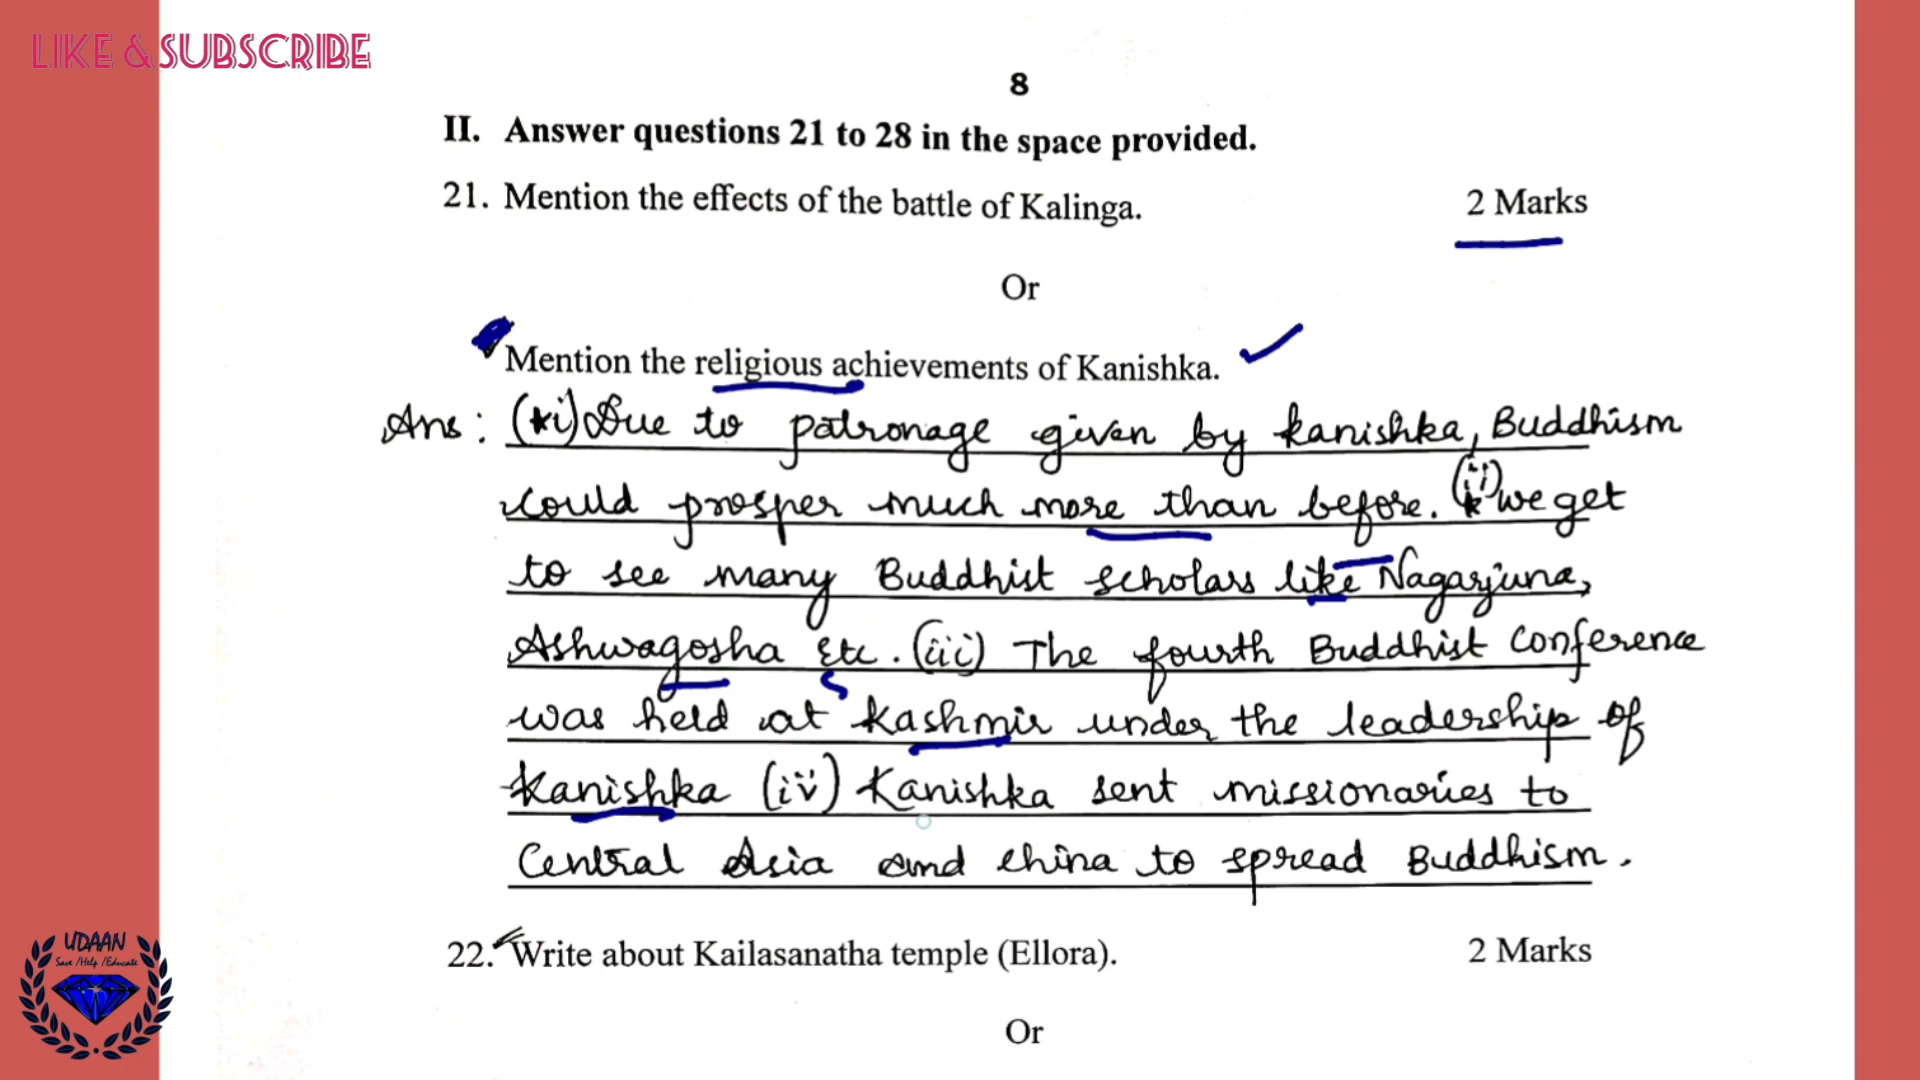 LIKE & SUBSCRIBE
8
II. Answer questions 21 to 28 in the space provided.
21. Mention the effects of the battle of Kalinga. 2 Marks
Or
Mention the religious achievements of Kanishka.
Ans: (i) Due to patronage given by Kanishka, Buddhism
could prosper much more than before. (ii) we get
to see many Buddhist scholars like Nagarjuna,
Ashwagosha Etc. (iii) The fourth Buddhist conference
was held at Kashmir under the leadership of
Kanishka (iv) Kanishka sent missionaries to
Central Asia and China to spread Buddhism.
22. Write about Kailasanatha temple (Ellora). 2 Marks
Or
UDAAN
Save /Help /Educate